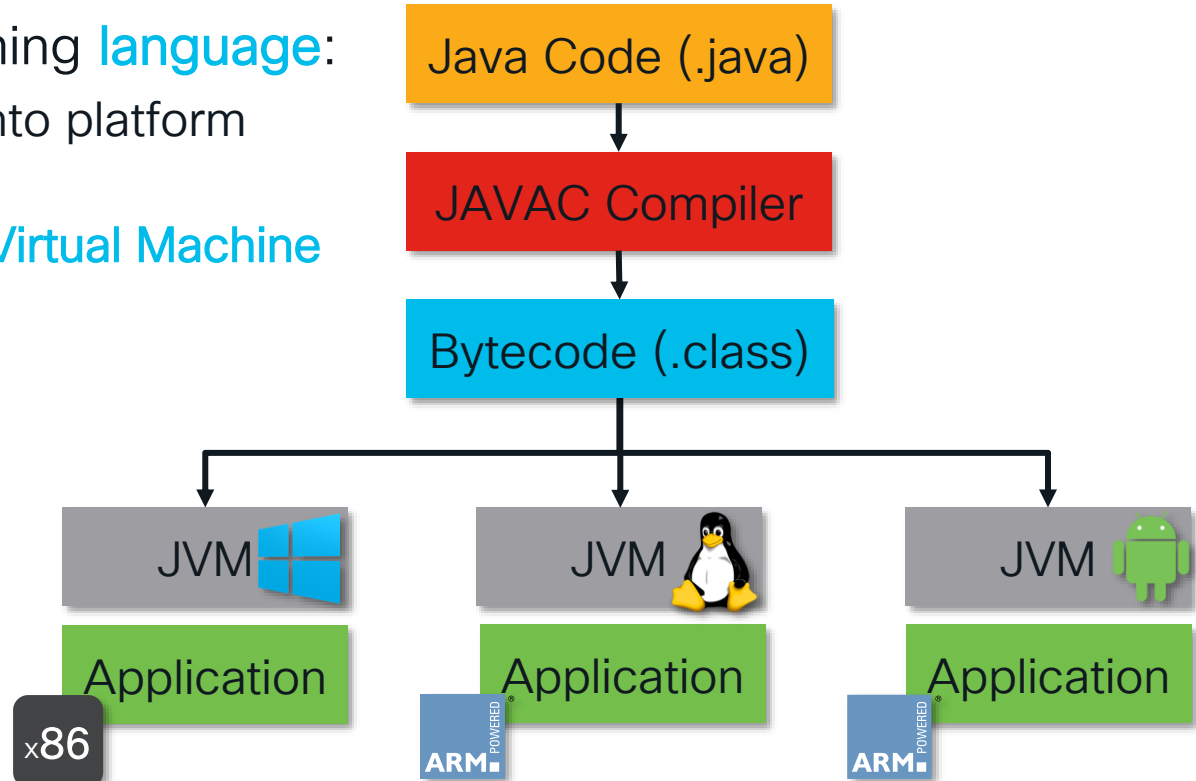 ning language:
nto platform
Virtual Machine
Java Code (.java)
JAVAC Compiler
Bytecode (.class)
JVM
JVM
JVM
Application
Application
Application
x86
ARM POWERED ®
ARM POWERED ®